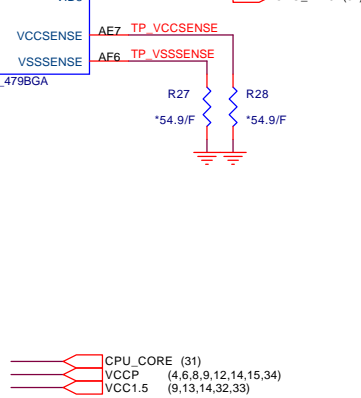 VCCSENSE AE7 TP_VCCSENSE
VSSSENSE AF6 TP_VSSSENSE
_479BGA
R27 R28
*54.9/F *54.9/F
CPU_CORE (31)
VCCP (4,6,8,9,12,14,15,34)
VCC1.5 (9,13,14,32,33)